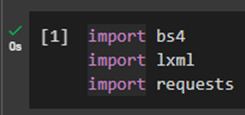 [1] import bs4
0s import lxml
import requests